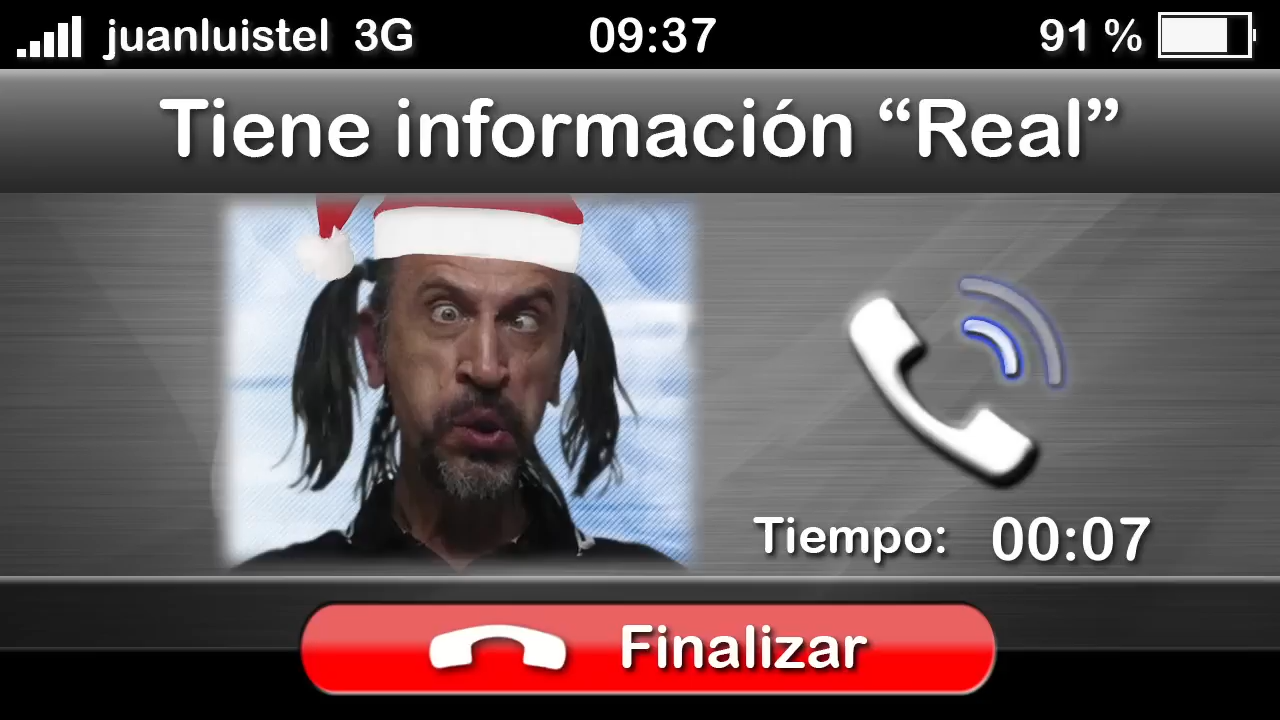 juanluistel 3G 09:37 91 %
Tiene información “Real”
Tiempo: 00:07
Finalizar